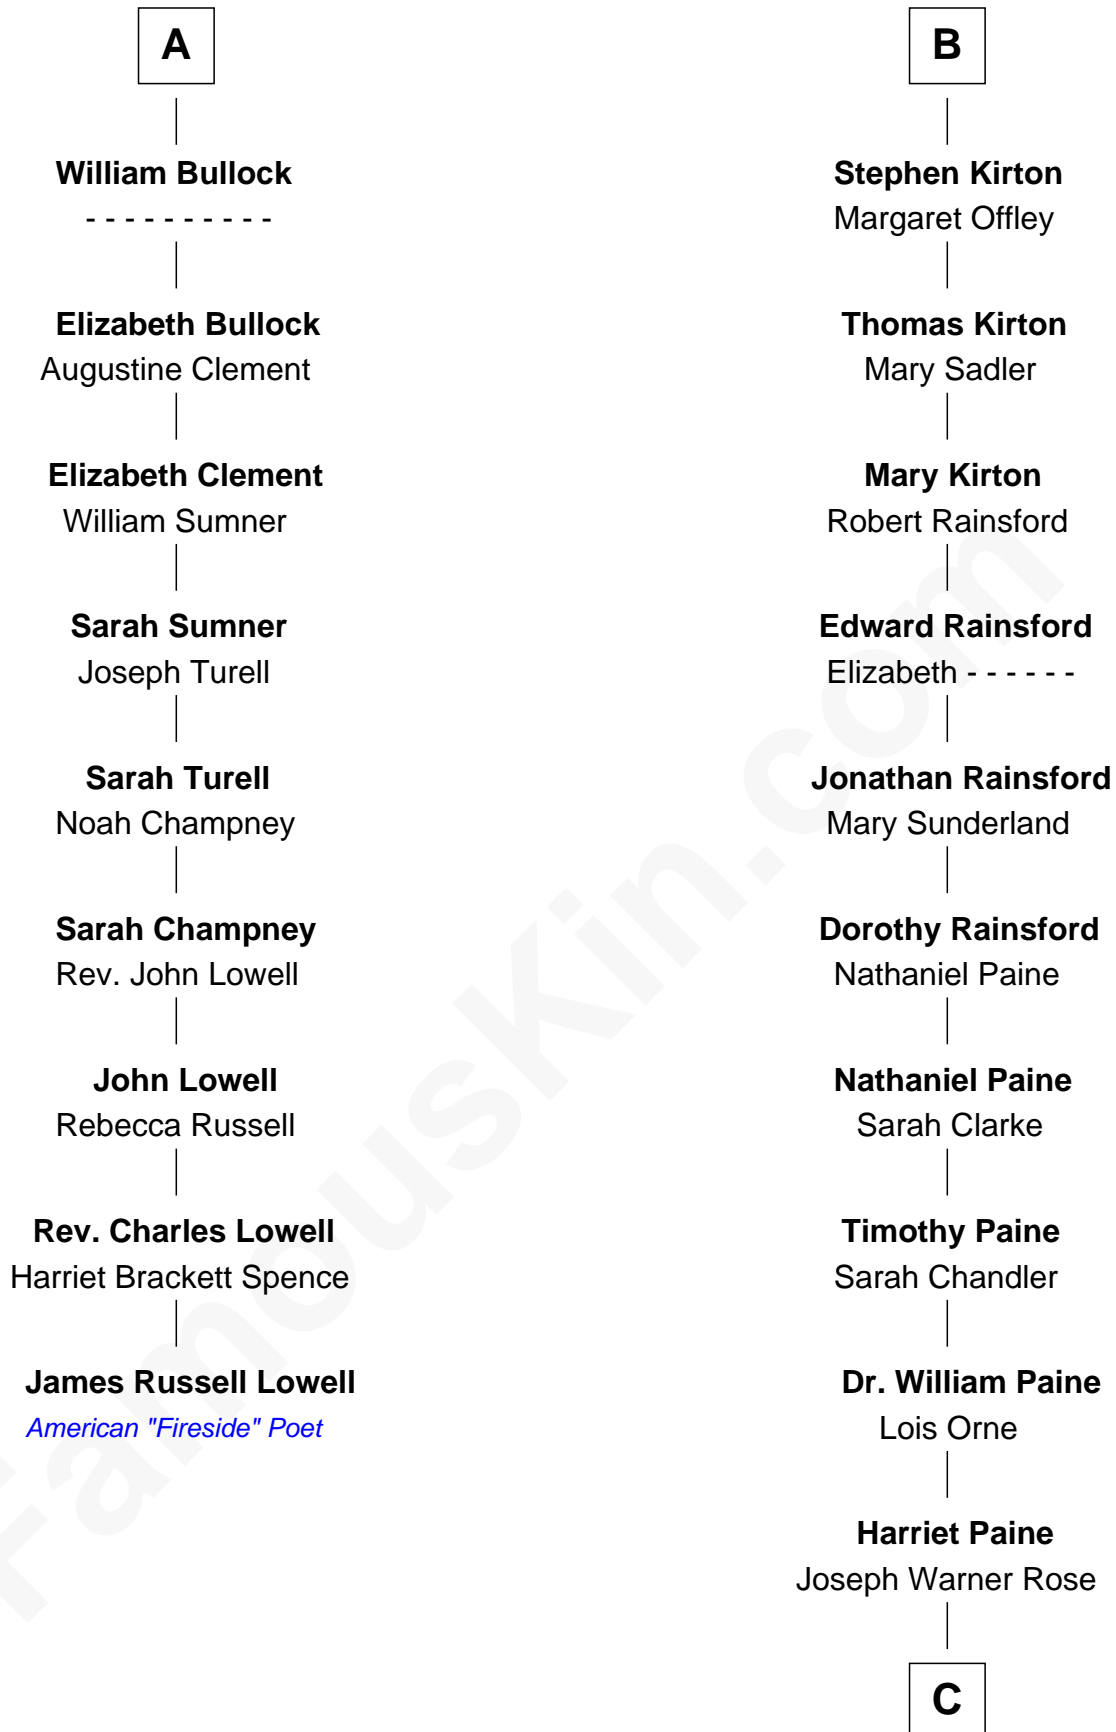 A
William Bullock
- - - - - - - - - -
Elizabeth Bullock
Augustine Clement
Elizabeth Clement
William Sumner
Sarah Sumner
Joseph Turell
Sarah Turell
Noah Champney
Sarah Champney
Rev. John Lowell
John Lowell
Rebecca Russell
Rev. Charles Lowell
Harriet Brackett Spence
James Russell Lowell
American "Fireside" Poet
B
Stephen Kirton
Margaret Offley
Thomas Kirton
Mary Sadler
Mary Kirton
Robert Rainsford
Edward Rainsford
Elizabeth - - - - - -
Jonathan Rainsford
Mary Sunderland
Dorothy Rainsford
Nathaniel Paine
Nathaniel Paine
Sarah Clarke
Timothy Paine
Sarah Chandler
Dr. William Paine
Lois Orne
Harriet Paine
Joseph Warner Rose
C
FamousKin.com